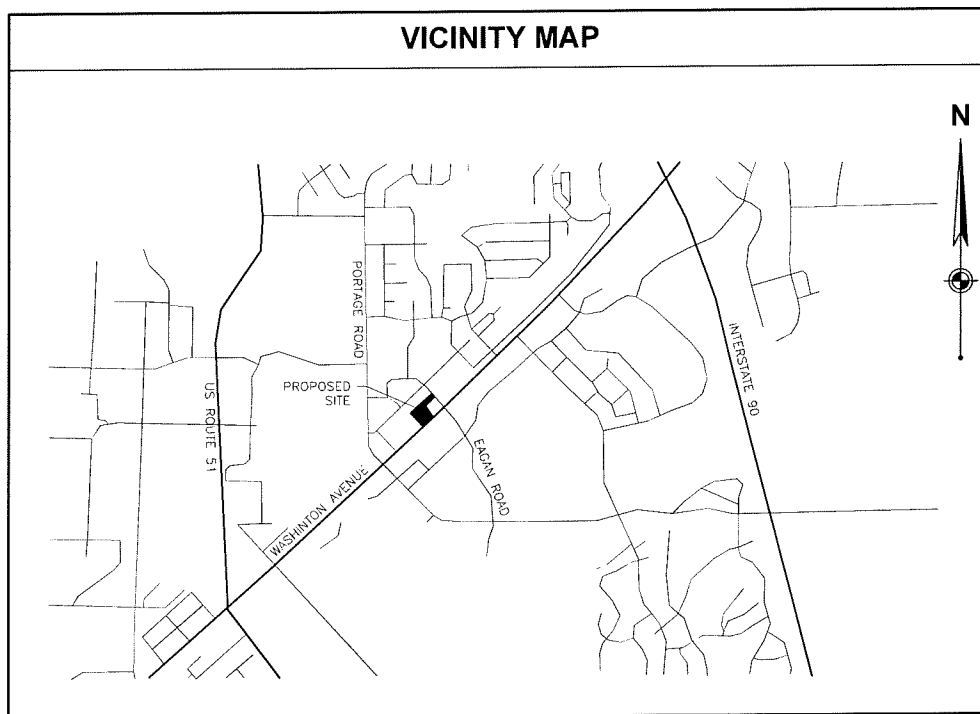 VICINITY MAP
N
PORTAGE ROAD
PROPOSED
SITE
US ROUTE 51
INTERSTATE 90
EAGAN ROAD
WASHINTON AVENUE